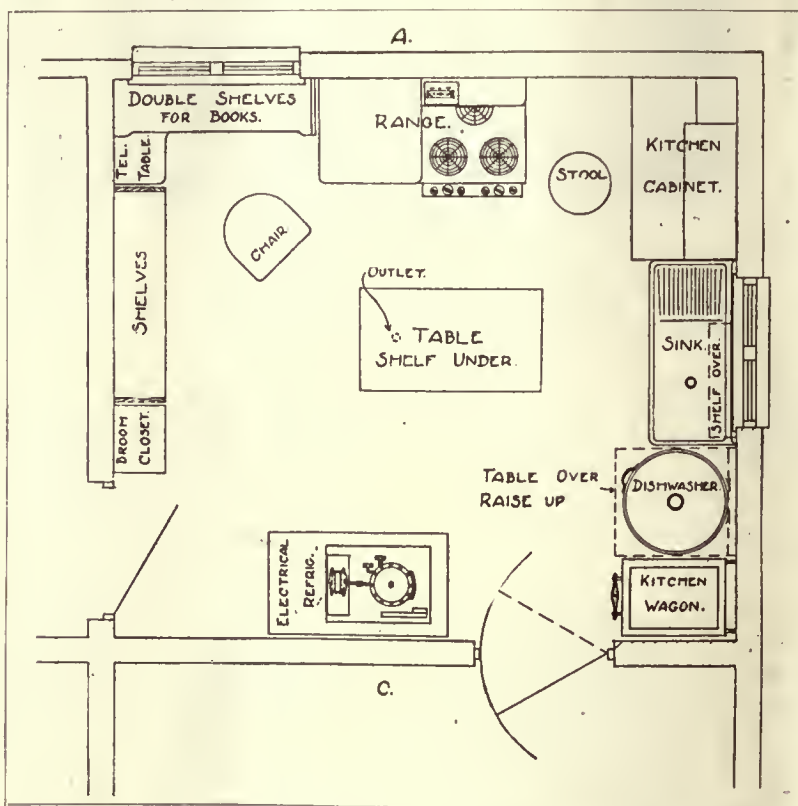 A.
DOUBLE SHELVES
FOR BOOKS.
RANGE.
KITCHEN
CABINET.
STOOL
TEL.
TABLE.
CHAIR
SHELVES
OUTLET.
TABLE
SHELF UNDER.
SINK.
SHELF OVER.
BROOM
CLOSET.
TABLE OVER
RAISE UP
DISHWASHER.
ELECTRICAL
REFRIG.
KITCHEN
WAGON.
C.